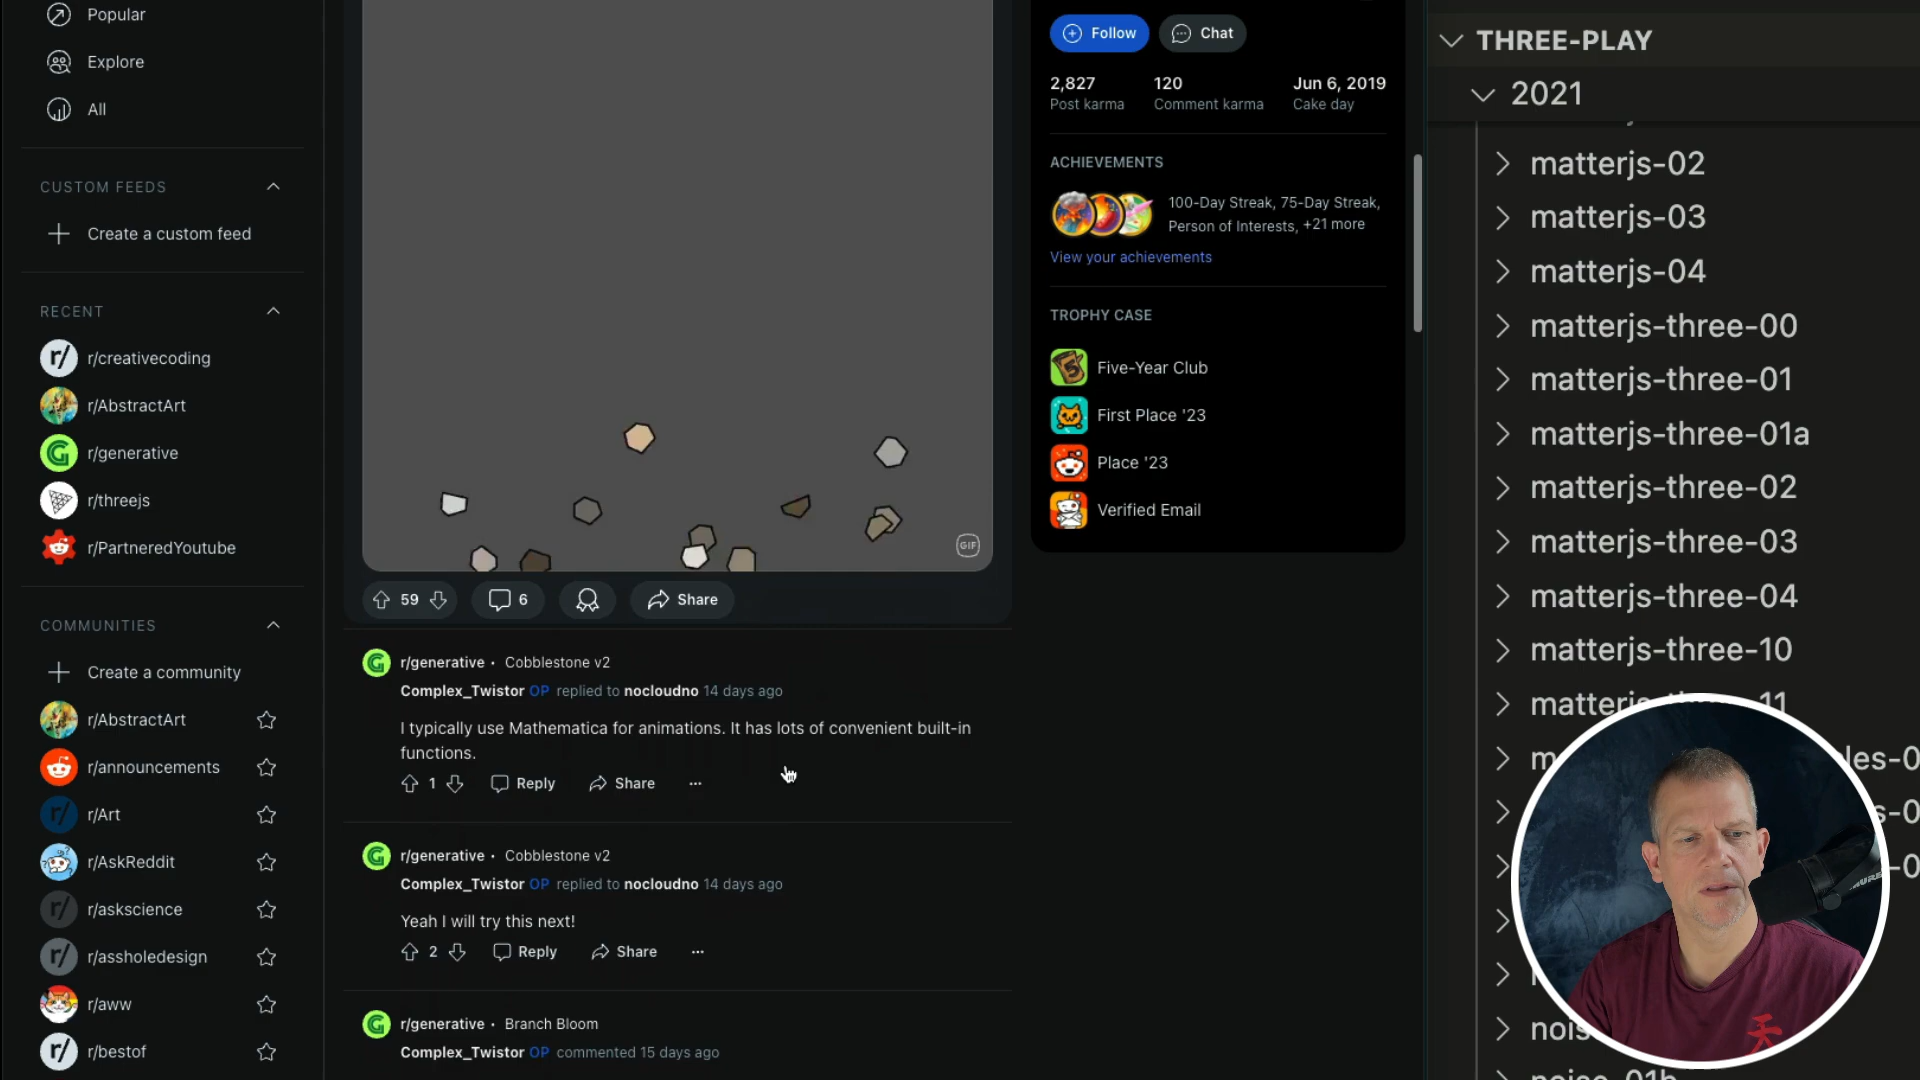 Popular
Explore
All
CUSTOM FEEDS
Create a custom feed
RECENT
r/creativecoding
r/AbstractArt
r/generative
r/threejs
r/PartneredYoutube
COMMUNITIES
Create a community
r/AbstractArt
r/announcements
r/Art
r/AskReddit
r/askscience
r/assholedesign
r/aww
r/bestof
GIF
59
6
Share
r/generative • Cobblestone v2
Complex_Twistor OP replied to nocloudno 14 days ago
I typically use Mathematica for animations. It has lots of convenient built-in
functions.
1 Reply Share ...
r/generative • Cobblestone v2
Complex_Twistor OP replied to nocloudno 14 days ago
Yeah I will try this next!
2 Reply Share ...
r/generative • Branch Bloom
Complex_Twistor OP commented 15 days ago
Follow Chat
2,827 120 Jun 6, 2019
Post karma Comment karma Cake day
ACHIEVEMENTS
100-Day Streak, 75-Day Streak,
Person of Interests, +21 more
View your achievements
TROPHY CASE
Five-Year Club
First Place '23
Place '23
Verified Email
THREE-PLAY
2021
matterjs-02
matterjs-03
matterjs-04
matterjs-three-00
matterjs-three-01
matterjs-three-01a
matterjs-three-02
matterjs-three-03
matterjs-three-04
matterjs-three-10
天